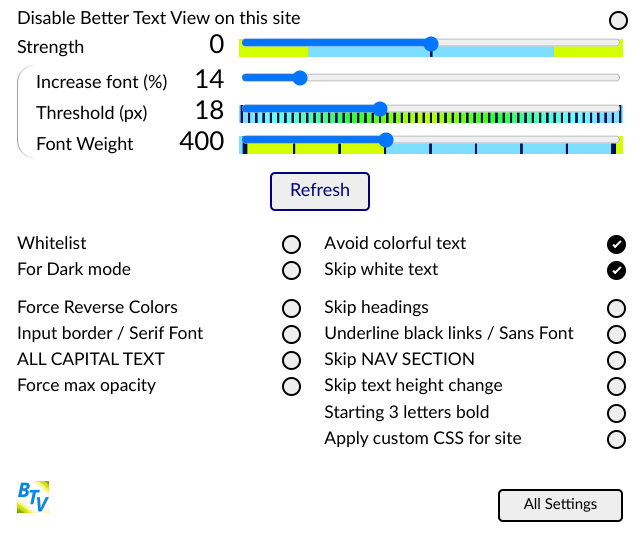 Disable Better Text View on this site
Strength 0
Increase font (%) 14
Threshold (px) 18
Font Weight 400
Refresh
Whitelist Avoid colorful text
For Dark mode Skip white text
Force Reverse Colors Skip headings
Input border / Serif Font Underline black links / Sans Font
ALL CAPITAL TEXT Skip NAV SECTION
Force max opacity Skip text height change
Starting 3 letters bold
Apply custom CSS for site
BTV All Settings